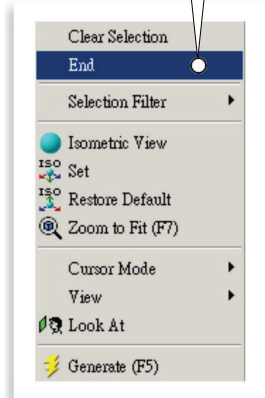 Clear Selection
End
Selection Filter
Isometric View
ISO Set
ISO Restore Default
Zoom to Fit (F7)
Cursor Mode
View
Look At
Generate (F5)